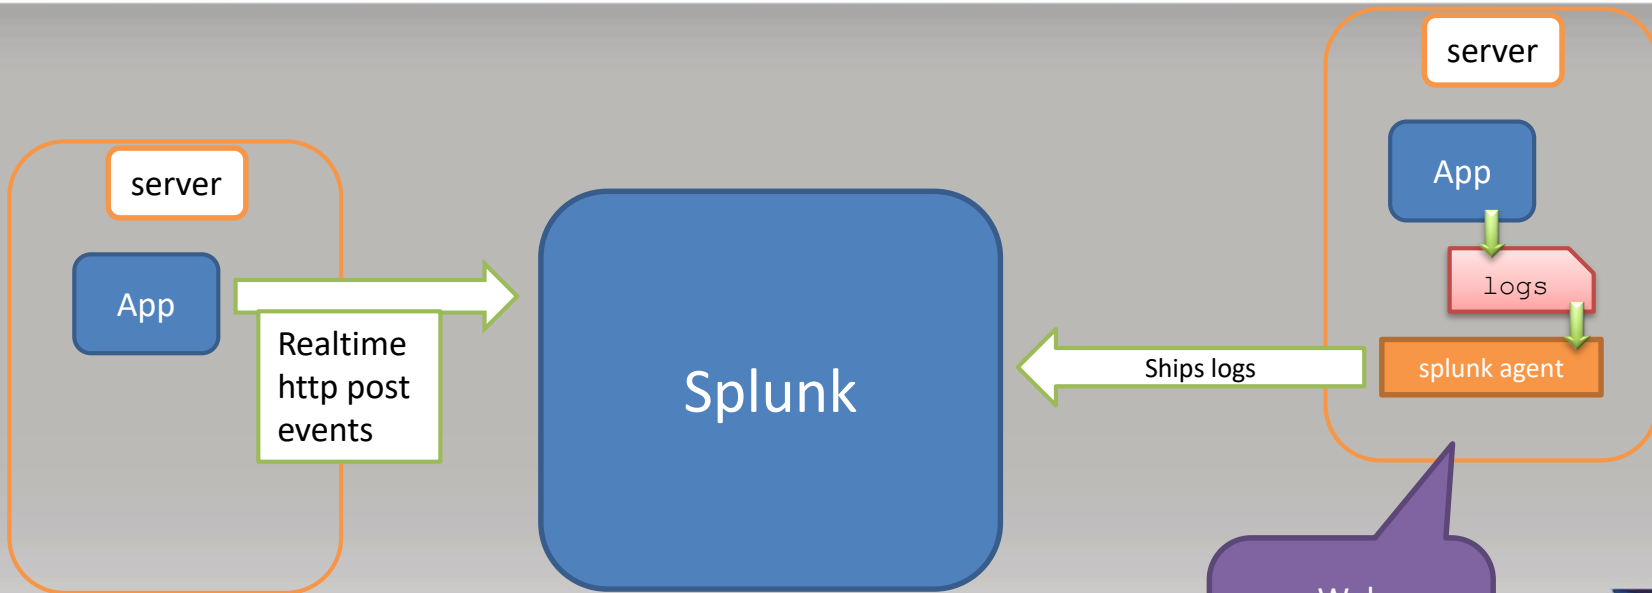 server
App
Realtime
http post
events
Splunk
Ships logs
server
App
logs
splunk agent